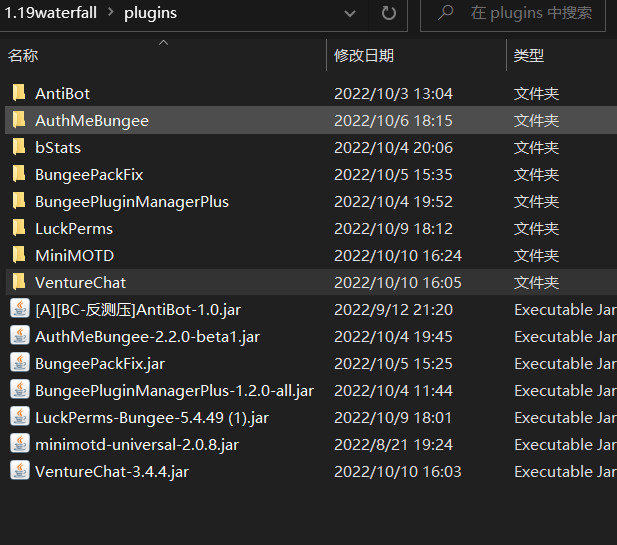 1.19waterfall > plugins 在 plugins 中搜索
名称 修改日期 类型
AntiBot 2022/10/3 13:04 文件夹
AuthMeBungee 2022/10/6 18:15 文件夹
bStats 2022/10/4 20:06 文件夹
BungeePackFix 2022/10/5 15:35 文件夹
BungeePluginManagerPlus 2022/10/4 19:52 文件夹
LuckPerms 2022/10/9 18:12 文件夹
MiniMOTD 2022/10/10 16:24 文件夹
VentureChat 2022/10/10 16:05 文件夹
[A][BC-反测压]AntiBot-1.0.jar 2022/9/12 21:20 Executable Jar
AuthMeBungee-2.2.0-beta1.jar 2022/10/4 19:45 Executable Jar
BungeePackFix.jar 2022/10/5 15:25 Executable Jar
BungeePluginManagerPlus-1.2.0-all.jar 2022/10/4 11:44 Executable Jar
LuckPerms-Bungee-5.4.49 (1).jar 2022/10/9 18:01 Executable Jar
minimotd-universal-2.0.8.jar 2022/8/21 19:24 Executable Jar
VentureChat-3.4.4.jar 2022/10/10 16:03 Executable Jar